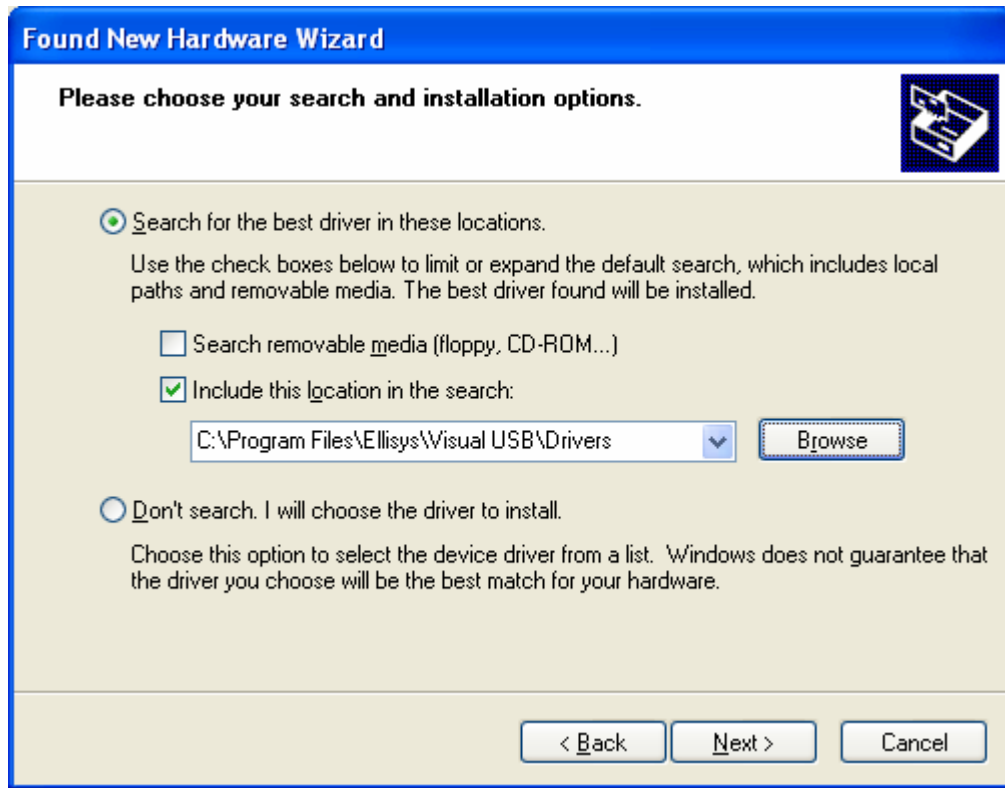 Found New Hardware Wizard
Please choose your search and installation options.
Search for the best driver in these locations.
Use the check boxes below to limit or expand the default search, which includes local
paths and removable media. The best driver found will be installed.
Search removable media (floppy, CD-ROM...)
Include this location in the search:
C:\Program Files\Ellisys\Visual USB\Drivers
Browse
Don't search. I will choose the driver to install.
Choose this option to select the device driver from a list.  Windows does not guarantee that
the driver you choose will be the best match for your hardware.
< Back
Next >
Cancel